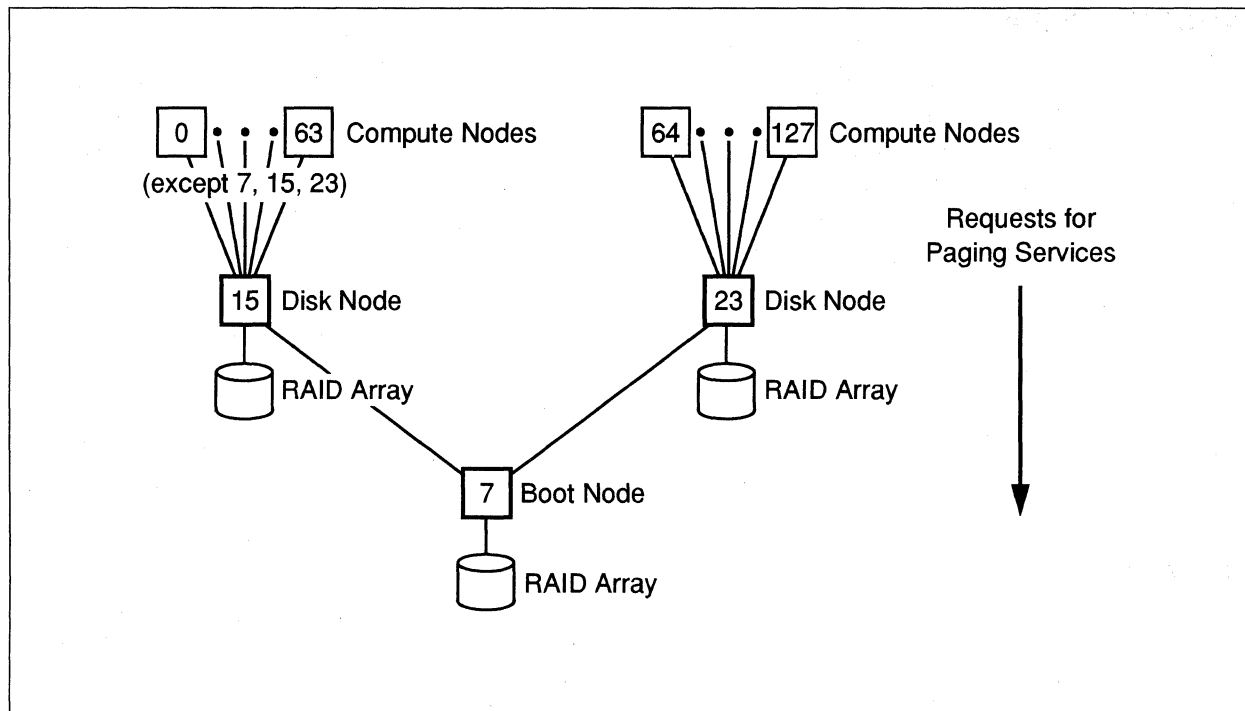 0 63 Compute Nodes
(except 7, 15, 23)
64 127 Compute Nodes
Requests for
Paging Services
15 Disk Node
23 Disk Node
RAID Array
RAID Array
7 Boot Node
RAID Array